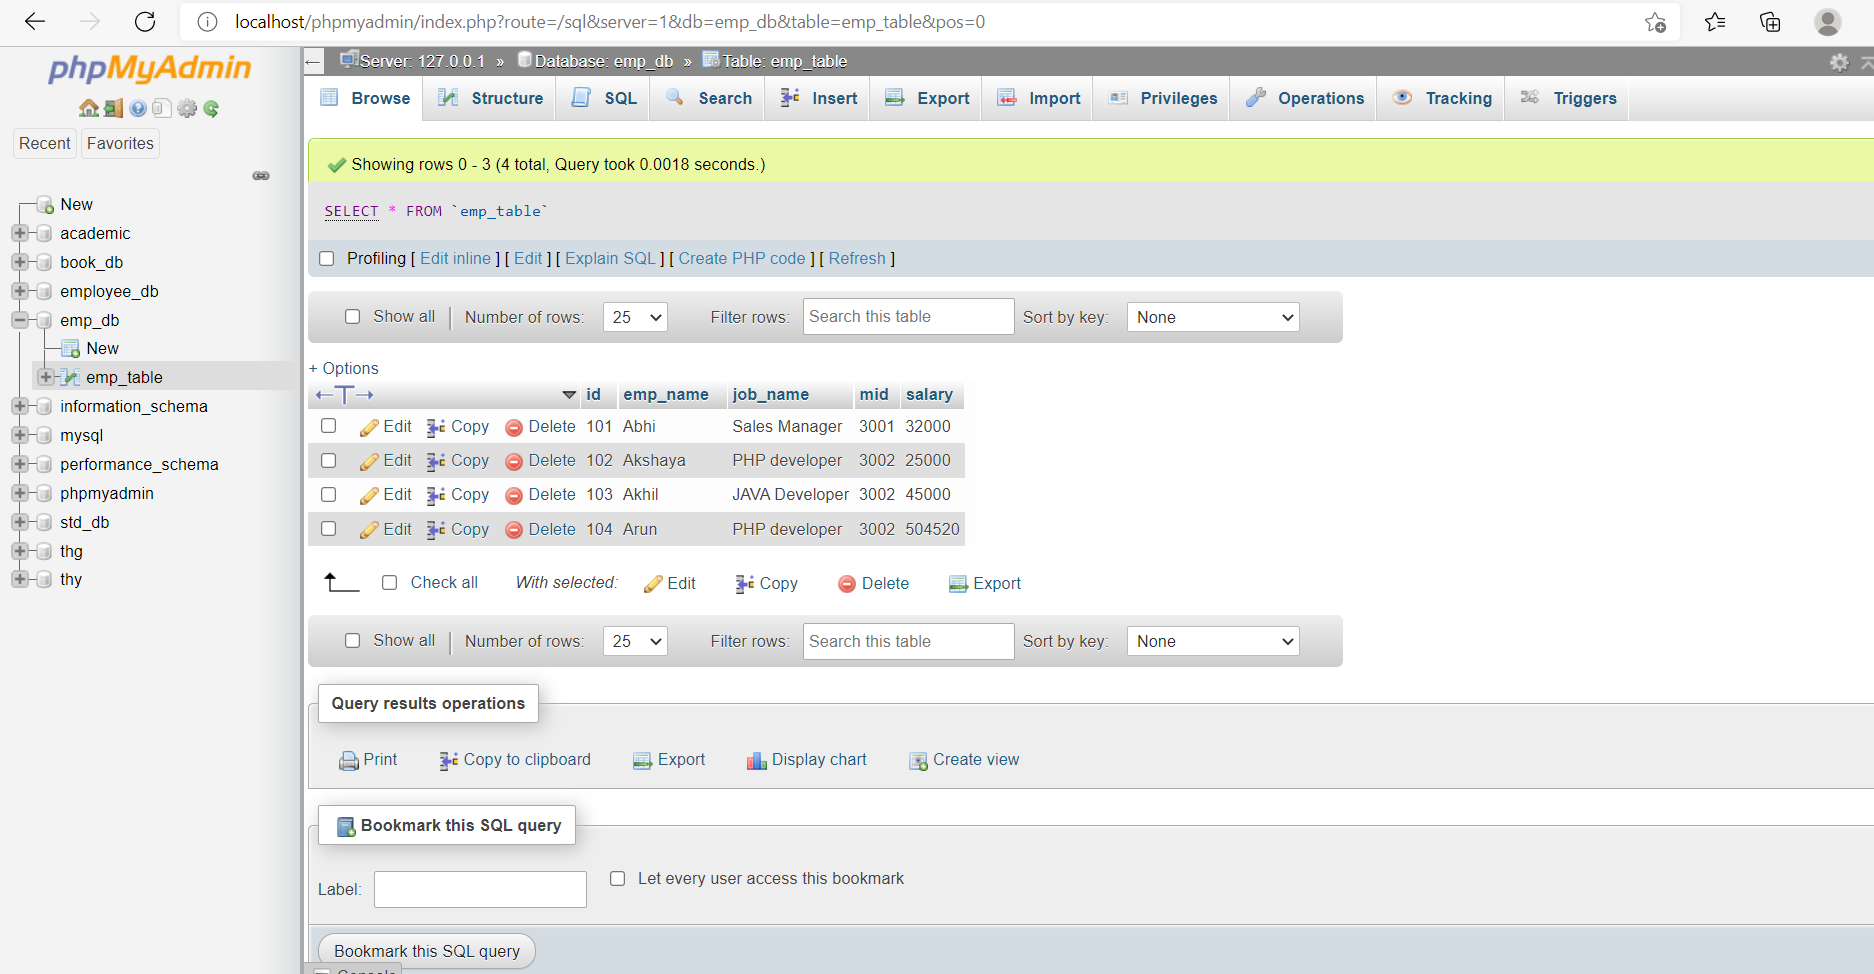 localhost/phpmyadmin/index.php?route=/sql&server=1&db=emp_db&table=emp_table&pos=0
phpMyAdmin
Recent Favorites
New
academic
book_db
employee_db
emp_db
New
emp_table
information_schema
mysql
performance_schema
phpmyadmin
std_db
thg
thy
Server: 127.0.0.1 » Database: emp_db » Table: emp_table
Browse Structure SQL Search Insert Export Import Privileges Operations Tracking Triggers
Showing rows 0 - 3 (4 total, Query took 0.0018 seconds.)
SELECT * FROM `emp_table`
Profiling [ Edit inline ] [ Edit ] [ Explain SQL ] [ Create PHP code ] [ Refresh ]
Show all | Number of rows: 25 Filter rows: Search this table Sort by key: None
+ Options
←T→ id emp_name job_name mid salary
Edit Copy Delete 101 Abhi Sales Manager 3001 32000
Edit Copy Delete 102 Akshaya PHP developer 3002 25000
Edit Copy Delete 103 Akhil JAVA Developer 3002 45000
Edit Copy Delete 104 Arun PHP developer 3002 504520
Check all With selected: Edit Copy Delete Export
Show all | Number of rows: 25 Filter rows: Search this table Sort by key: None
Query results operations
Print Copy to clipboard Export Display chart Create view
Bookmark this SQL query
Label: Let every user access this bookmark
Bookmark this SQL query
Console